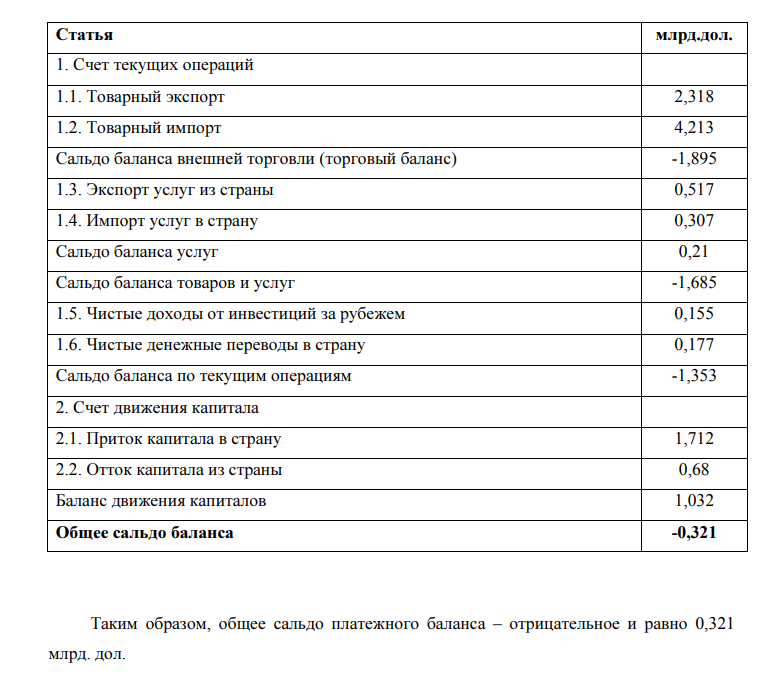 Статья млрд.дол.
1. Счет текущих операций
1.1. Товарный экспорт 2,318
1.2. Товарный импорт 4,213
Сальдо баланса внешней торговли (торговый баланс) -1,895
1.3. Экспорт услуг из страны 0,517
1.4. Импорт услуг в страну 0,307
Сальдо баланса услуг 0,21
Сальдо баланса товаров и услуг -1,685
1.5. Чистые доходы от инвестиций за рубежем 0,155
1.6. Чистые денежные переводы в страну 0,177
Сальдо баланса по текущим операциям -1,353
2. Счет движения капитала
2.1. Приток капитала в страну 1,712
2.2. Отток капитала из страны 0,68
Баланс движения капиталов 1,032
Общее сальдо баланса -0,321
Таким образом, общее сальдо платежного баланса – отрицательное и равно 0,321
млрд. дол.